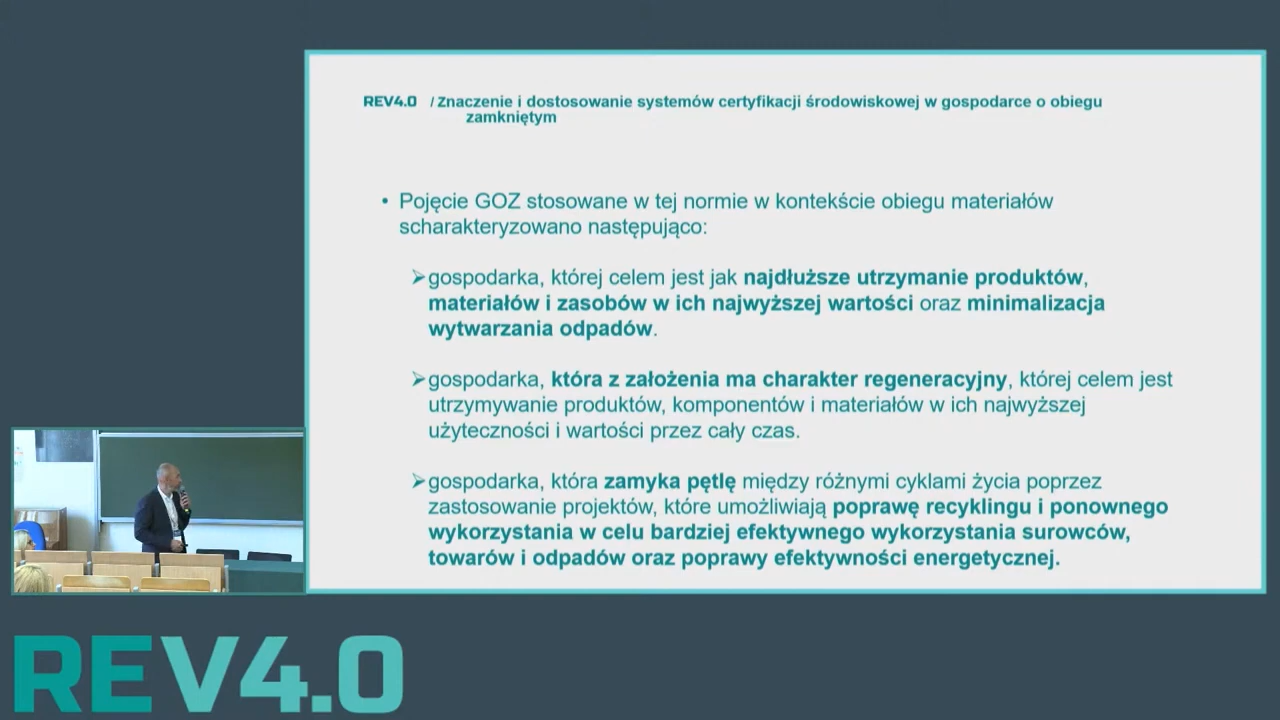 REV4.0 / Znaczenie i dostosowanie systemów certyfikacji środowiskowej w gospodarce o obiegu
zamkniętym
• Pojęcie GOZ stosowane w tej normie w kontekście obiegu materiałów
scharakteryzowano następująco:
➢gospodarka, której celem jest jak najdłuższe utrzymanie produktów,
materiałów i zasobów w ich najwyższej wartości oraz minimalizacja
wytwarzania odpadów.
➢gospodarka, która z założenia ma charakter regeneracyjny, której celem jest
utrzymywanie produktów, komponentów i materiałów w ich najwyższej
użyteczności i wartości przez cały czas.
➢gospodarka, która zamyka pętlę między różnymi cyklami życia poprzez
zastosowanie projektów, które umożliwiają poprawę recyklingu i ponownego
wykorzystania w celu bardziej efektywnego wykorzystania surowców,
towarów i odpadów oraz poprawy efektywności energetycznej.
REV4.0